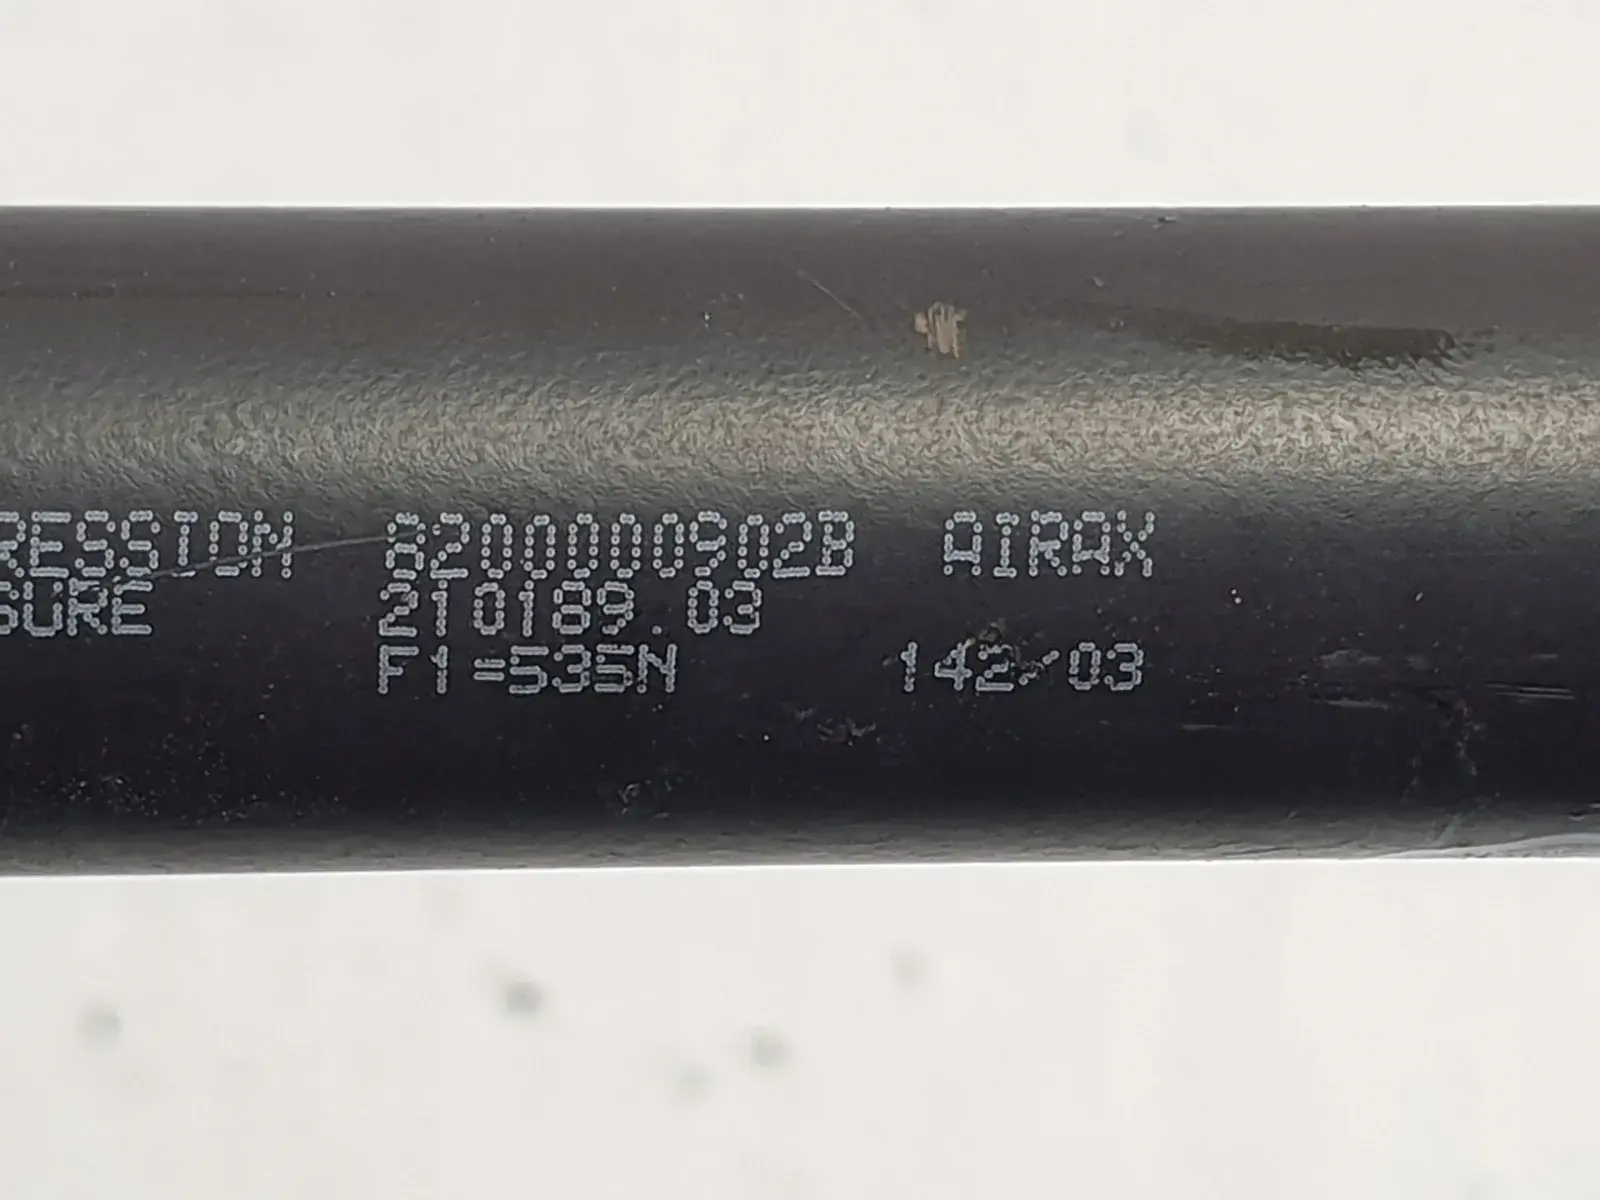 RESSION 8200000902B AIRAX
SURE 210189.03
F1=535N 142/03